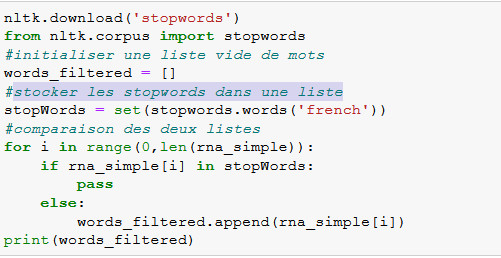 nltk.download('stopwords')
from nltk.corpus import stopwords
#initialiser une liste vide de mots
words_filtered = []
#stocker les stopwords dans une liste
stopWords = set(stopwords.words('french'))
#comparaison des deux listes
for i in range(0,len(rna_simple)):
    if rna_simple[i] in stopWords:
        pass
    else:
        words_filtered.append(rna_simple[i])
print(words_filtered)